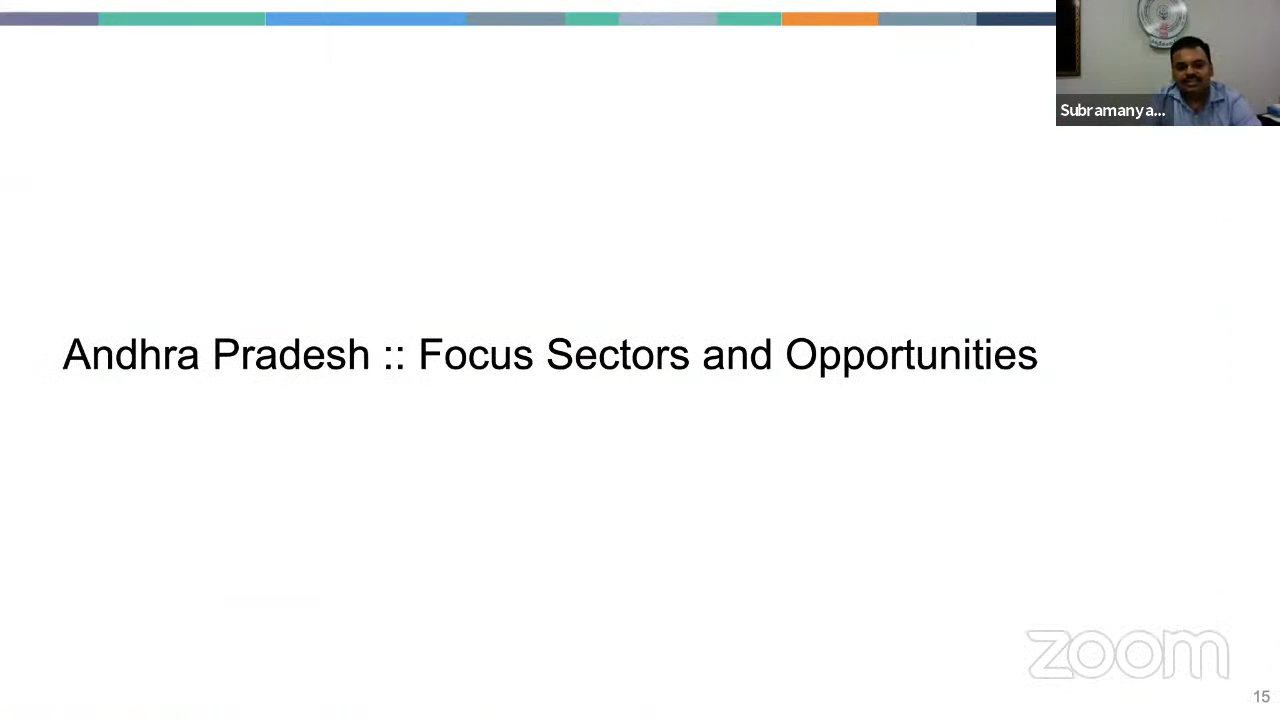 Subramanya...
Andhra Pradesh :: Focus Sectors and Opportunities
zoom
15